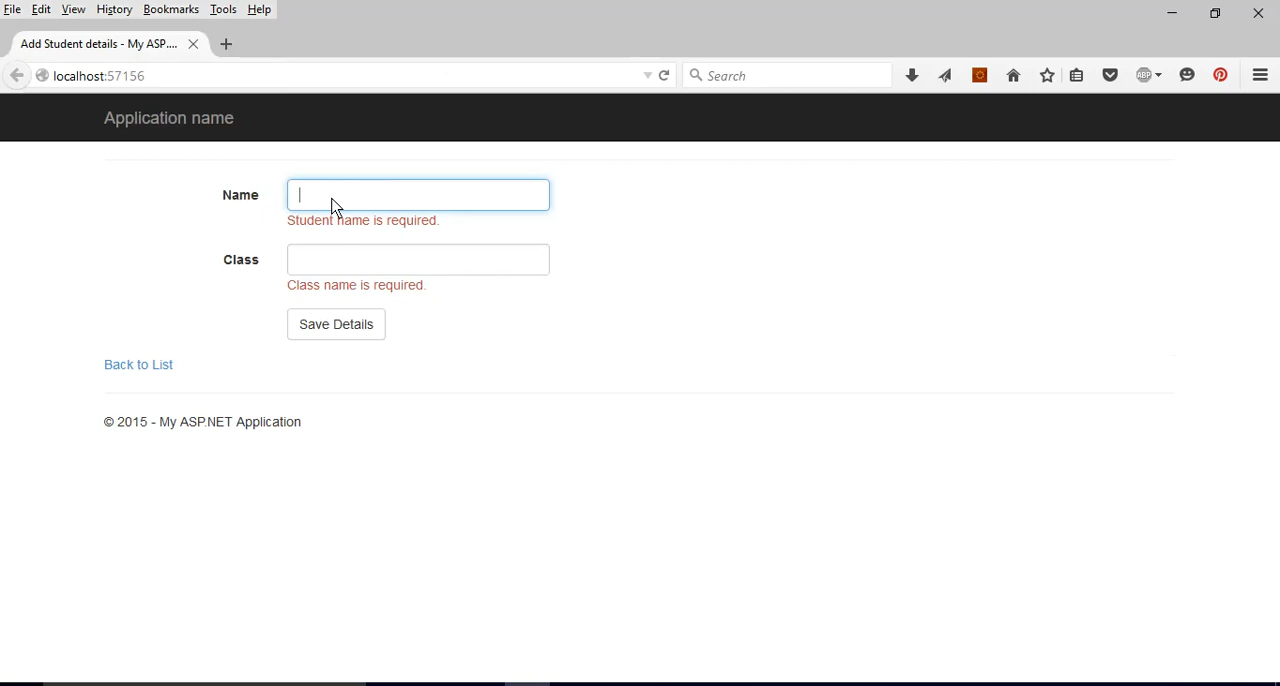 File Edit View History Bookmarks Tools Help
Add Student details - My ASP....
localhost:57156
Search
ABP
Application name
Name
Student name is required.
Class
Class name is required.
Save Details
Back to List
© 2015 - My ASP.NET Application